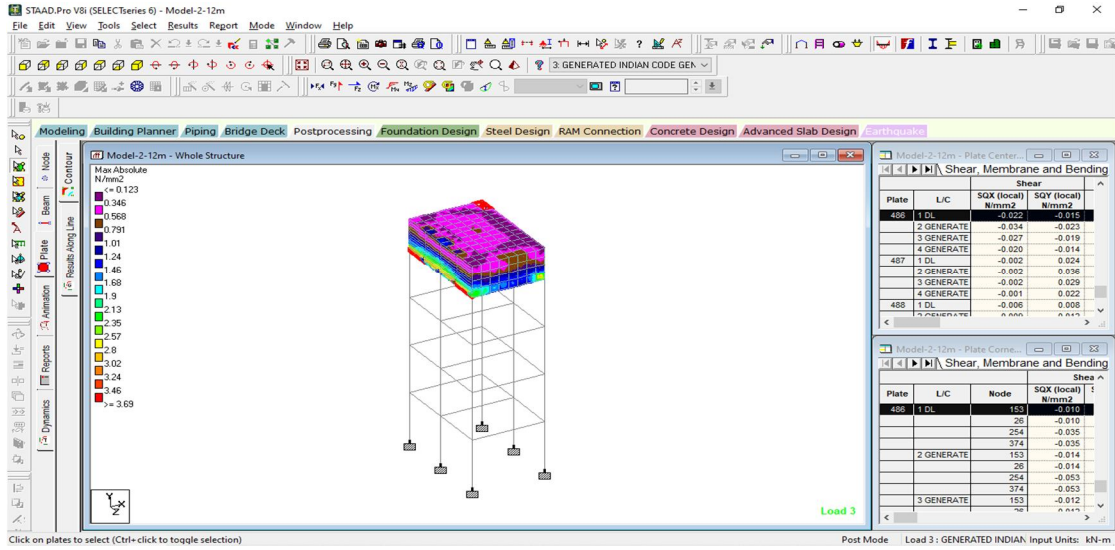 STAAD.Pro V8i (SELECTseries 6) - Model-2-12m
File Edit View Tools Select Results Report Mode Window Help
3: GENERATED INDIAN CODE GEN
Modeling Building Planner Piping Bridge Deck Postprocessing Foundation Design Steel Design RAM Connection Concrete Design Advanced Slab Design Earthquake
Node
Beam
Plate
Animation
Reports
Dynamics
Contour
Results Along Line
Model-2-12m - Whole Structure
Max Absolute
N/mm2
<= 0.123
0.346
0.568
0.791
1.01
1.24
1.46
1.68
1.9
2.13
2.35
2.57
2.8
3.02
3.24
3.46
>= 3.69
Y
X
Z
Load 3
Model-2-12m - Plate Center...
Shear, Membrane and Bending
Shear
Plate L/C SQX (local) N/mm2 SQY (local) N/mm2
486 1 DL -0.022 -0.015
2 GENERATE -0.034 -0.023
3 GENERATE -0.027 -0.019
4 GENERATE -0.020 -0.014
487 1 DL -0.002 0.024
2 GENERATE -0.002 0.036
3 GENERATE -0.002 0.029
4 GENERATE -0.001 0.022
488 1 DL -0.006 0.008
Model-2-12m - Plate Corne...
Shear, Membrane and Bending
Shea
Plate L/C Node SQX (local) N/mm2
486 1 DL 153 -0.010
26 -0.010
254 -0.035
374 -0.035
2 GENERATE 153 -0.014
26 -0.014
254 -0.053
374 -0.053
3 GENERATE 153 -0.012
Click on plates to select (Ctrl+click to toggle selection)
Post Mode Load 3 : GENERATED INDIAN Input Units: kN-m